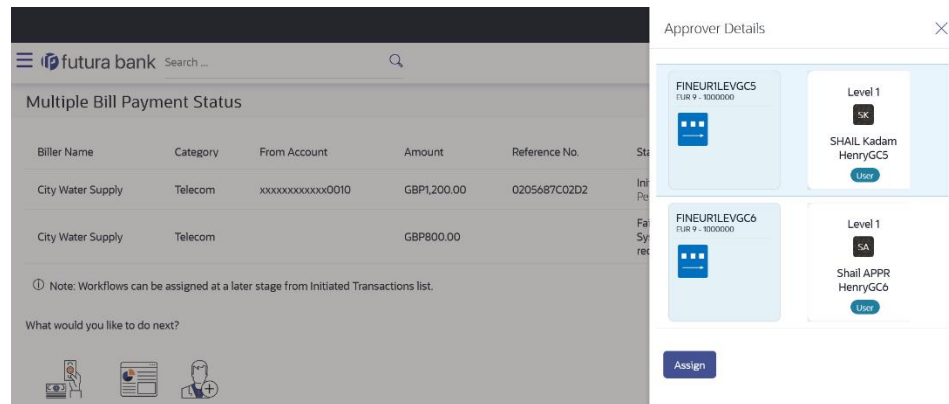 Approver Details
futura bank Search ...
Multiple Bill Payment Status
Biller Name Category From Account Amount Reference No. Sta
City Water Supply Telecom xxxxxxxxxxxx0010 GBP1,200.00 0205687C02D2 Ini
Pe
City Water Supply Telecom GBP800.00 Fa
Sy
rec
Note: Workflows can be assigned at a later stage from Initiated Transactions list.
What would you like to do next?
FINEUR1LEVGC5
EUR 9 - 1000000
Level 1
SK
SHAIL Kadam
HenryGC5
User
FINEUR1LEVGC6
EUR 9 - 1000000
Level 1
SA
Shail APPR
HenryGC6
User
Assign